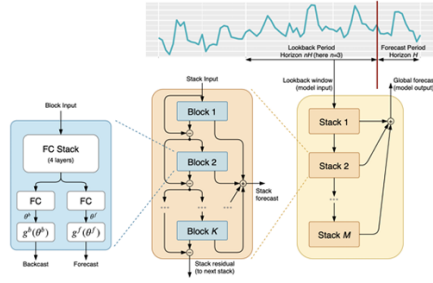 Lookback Period
Horizon nH (here n=3)
Forecast Period
Horizon H
Block Input
FC Stack
(4 layers)
FC
FC
θᵇ
θᶠ
gᵇ(θᵇ)
gᶠ(θᶠ)
Backcast
Forecast
Stack Input
Block 1
Block 2
...
...
...
Block K
Stack
forecast
Stack residual
(to next stack)
Lookback window
(model input)
Global forecast
(model output)
Stack 1
Stack 2
...
Stack M